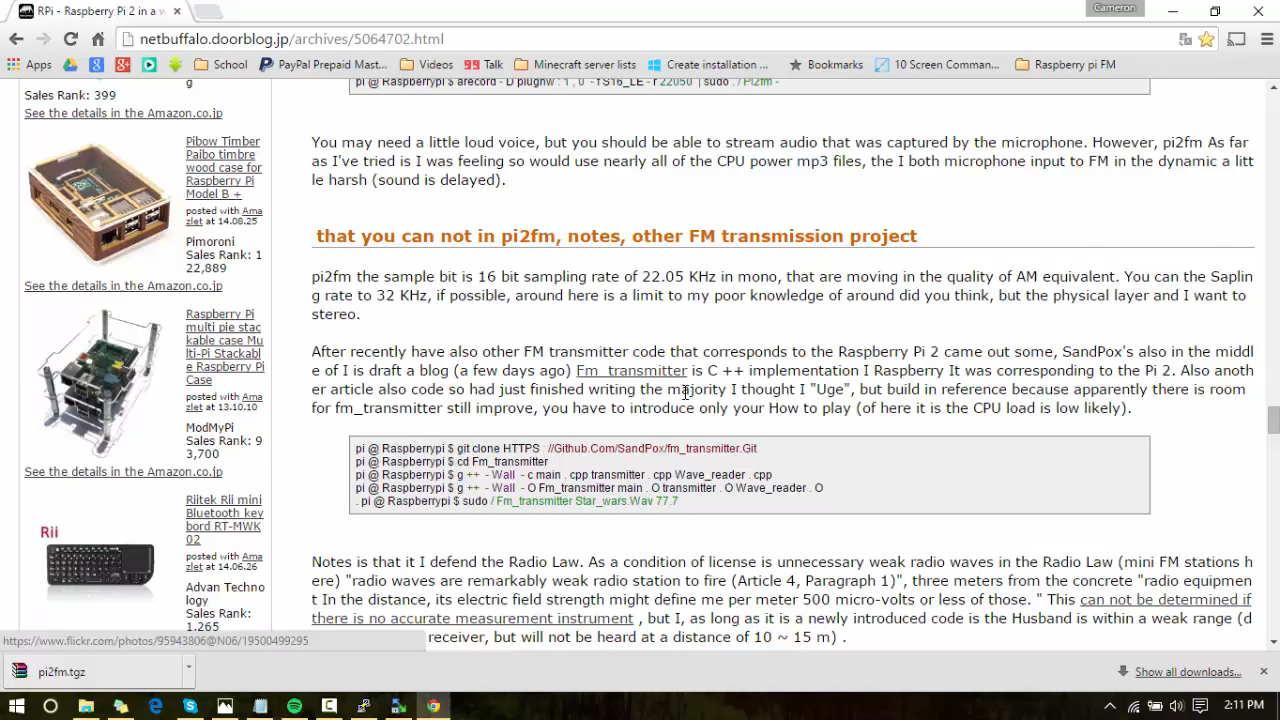 RPi - Raspberry Pi 2 in a w
Cameron
netbuffalo.doorblog.jp/archives/5064702.html
Apps
School
PayPal Prepaid Mast...
Videos
99 Talk
Minecraft server lists
Create installation ...
Bookmarks
10 Screen Comman...
Raspberry pi FM
g
Sales Rank: 399
See the details in the Amazon.co.jp
Pibow Timber
Paibo timbre
wood case for
Raspberry Pi
Model B +
posted with Ama
zlet at 14.08.25
Pimoroni
Sales Rank: 1
22,889
See the details in the Amazon.co.jp
Raspberry Pi
multi pie stac
kable case Mu
lti-Pi Stackabl
e Raspberry Pi
Case
posted with Ama
zlet at 13.10.10
ModMyPi
Sales Rank: 9
3,700
See the details in the Amazon.co.jp
Riitek Rii mini
Bluetooth key
bord RT-MWK
02
posted with Ama
zlet at 14.06.26
Rii
Advan Techno
logy
Sales Rank:
1,265
pi @ Raspberrypi $ arecord - D plughw : 1 , 0 - fS16_LE - r 22050 | sudo . / Pi2fm -
You may need a little loud voice, but you should be able to stream audio that was captured by the microphone. However, pi2fm As far
as I've tried is I was feeling so would use nearly all of the CPU power mp3 files, the I both microphone input to FM in the dynamic a litt
le harsh (sound is delayed).
that you can not in pi2fm, notes, other FM transmission project
pi2fm the sample bit is 16 bit sampling rate of 22.05 KHz in mono, that are moving in the quality of AM equivalent. You can the Saplin
g rate to 32 KHz, if possible, around here is a limit to my poor knowledge of around did you think, but the physical layer and I want to
stereo.
After recently have also other FM transmitter code that corresponds to the Raspberry Pi 2 came out some, SandPox's also in the middl
e of I is draft a blog (a few days ago) Fm_transmitter is C ++ implementation I Raspberry It was corresponding to the Pi 2. Also anoth
er article also code so had just finished writing the majority I thought I "Uge", but build in reference because apparently there is room
for fm_transmitter still improve, you have to introduce only your How to play (of here it is the CPU load is low likely).
pi @ Raspberrypi $ git clone HTTPS : //Github.Com/SandPox/fm_transmitter.Git
pi @ Raspberrypi $ cd Fm_transmitter
pi @ Raspberrypi $ g ++ - Wall - c main . cpp transmitter . cpp Wave_reader . cpp
pi @ Raspberrypi $ g ++ - Wall - O Fm_transmitter main . O transmitter . O Wave_reader . O
. pi @ Raspberrypi $ sudo / Fm_transmitter Star_wars.Wav 77.7
Notes is that it I defend the Radio Law. As a condition of license is unnecessary weak radio waves in the Radio Law (mini FM stations h
ere) "radio waves are remarkably weak radio station to fire (Article 4, Paragraph 1)", three meters from the concrete "radio equipmen
t In the distance, its electric field strength might define me per meter 500 micro-volts or less of those. " This can not be determined if
there is no accurate measurement instrument , but I, as long as it is a newly introduced code is the Husband is within a weak range (d
receiver, but will not be heard at a distance of 10 ~ 15 m) .
https://www.flickr.com/photos/95943806@N06/19500499295
pi2fm.tgz
Show all downloads...
2:11 PM